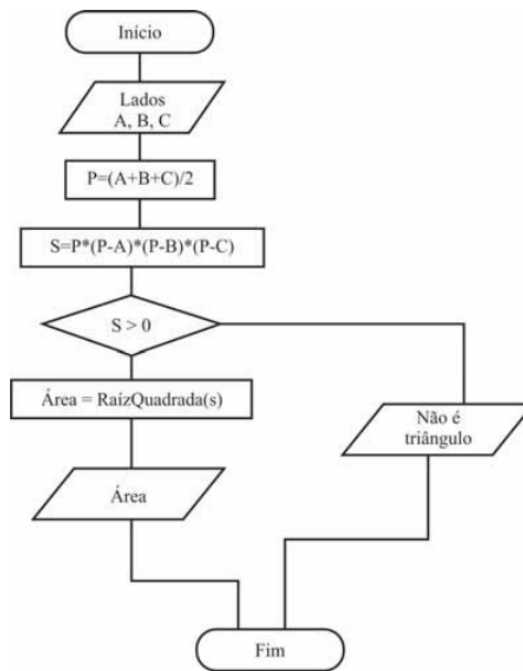 Início
Lados
A, B, C
P=(A+B+C)/2
S=P*(P-A)*(P-B)*(P-C)
S > 0
Área = RaízQuadrada(s)
Não é
triângulo
Área
Fim